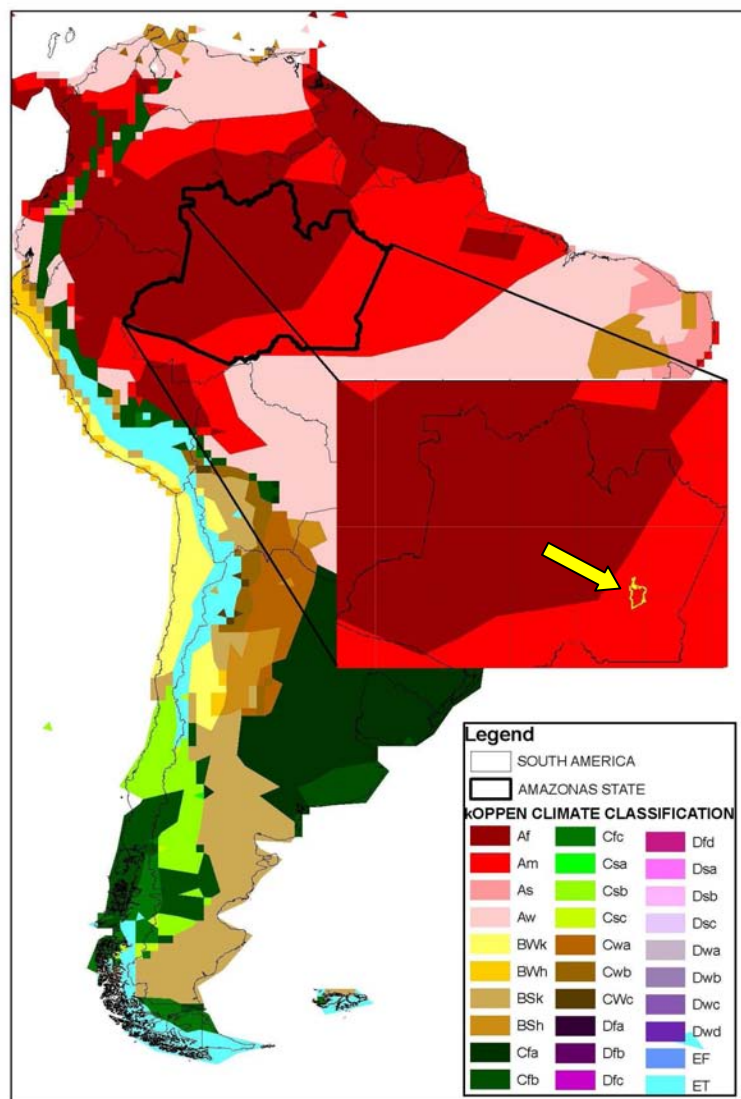 Legend
SOUTH AMERICA
AMAZONAS STATE
kOPPEN CLIMATE CLASSIFICATION
Af
Am
As
Aw
BWk
BWh
BSk
BSh
Cfa
Cfb
Cfc
Csa
Csb
Csc
Cwa
Cwb
CWc
Dfa
Dfb
Dfc
Dfd
Dsa
Dsb
Dsc
Dwa
Dwb
Dwc
Dwd
EF
ET